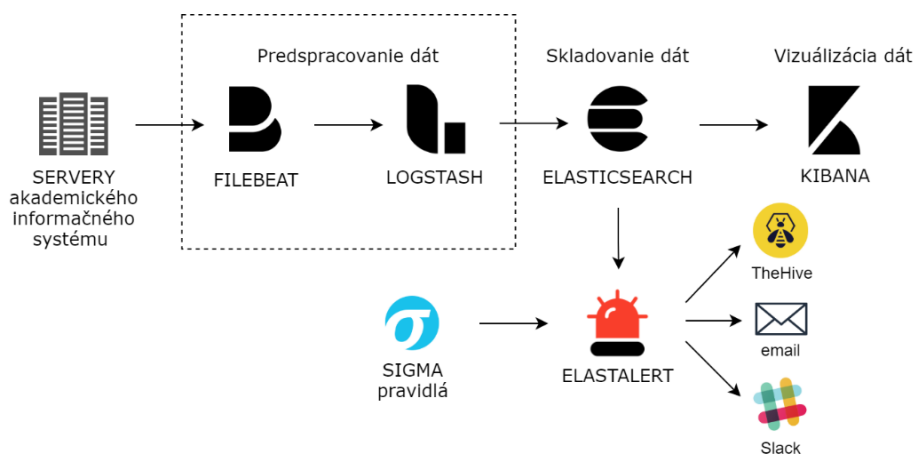 Predspracovanie dát
Skladovanie dát
Vizuálizácia dát
SERVERY
akademického
informačného
systému
FILEBEAT
LOGSTASH
ELASTICSEARCH
KIBANA
TheHive
SIGMA
pravidlá
ELASTALERT
email
Slack